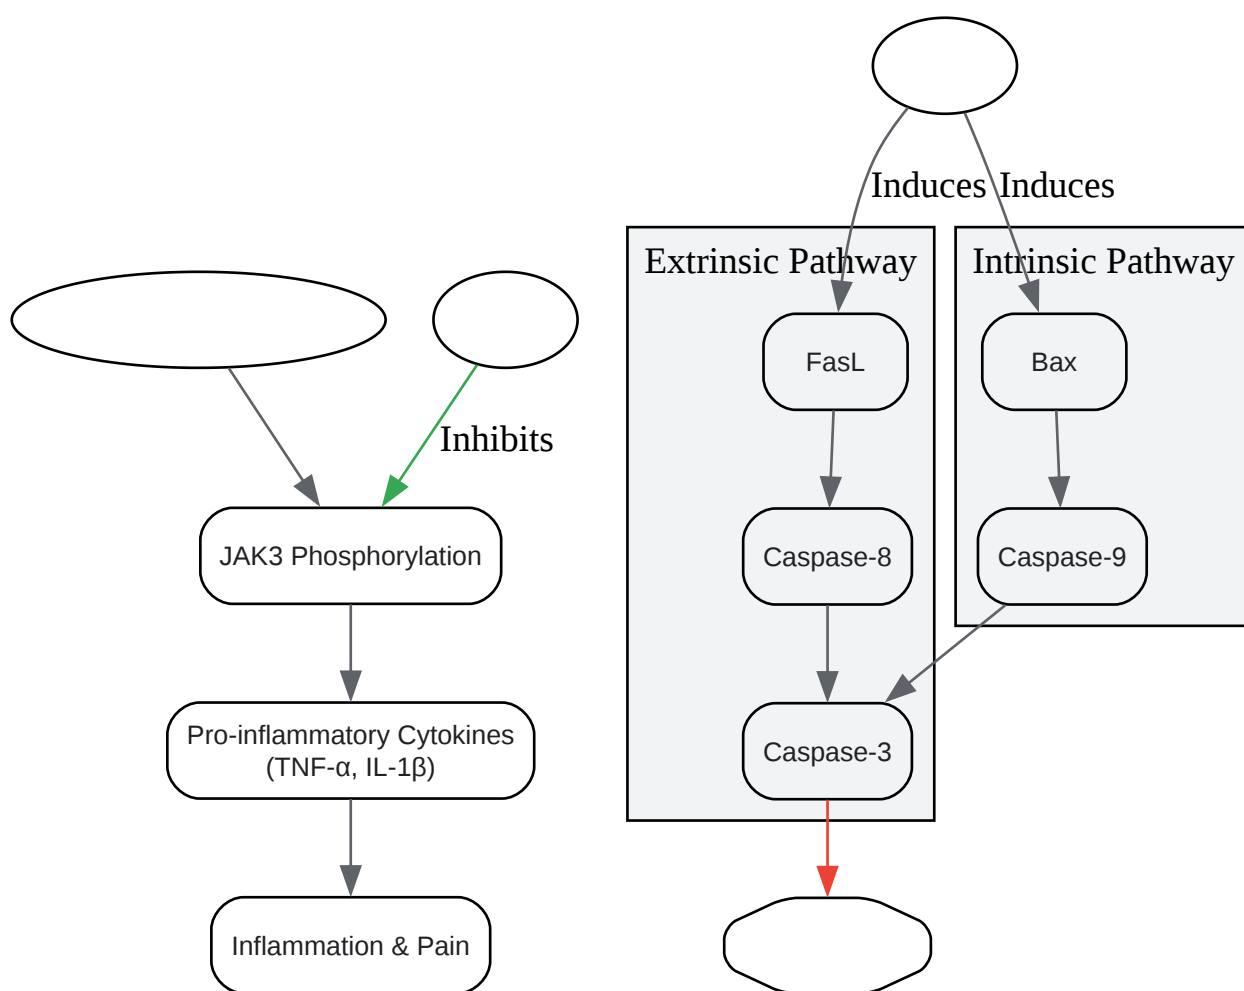 Induces Induces
Extrinsic Pathway
Intrinsic Pathway
FasL
Bax
Inhibits
JAK3 Phosphorylation
Caspase-8
Caspase-9
Pro-inflammatory Cytokines
(TNF-α, IL-1β)
Caspase-3
Inflammation & Pain